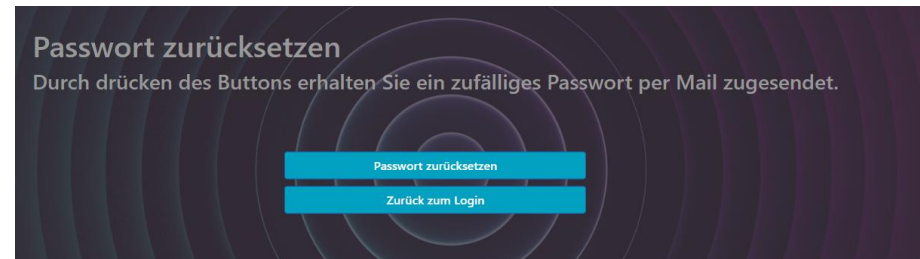 Passwort zurücksetzen
Durch drücken des Buttons erhalten Sie ein zufälliges Passwort per Mail zugesendet.
Passwort zurücksetzen
Zurück zum Login